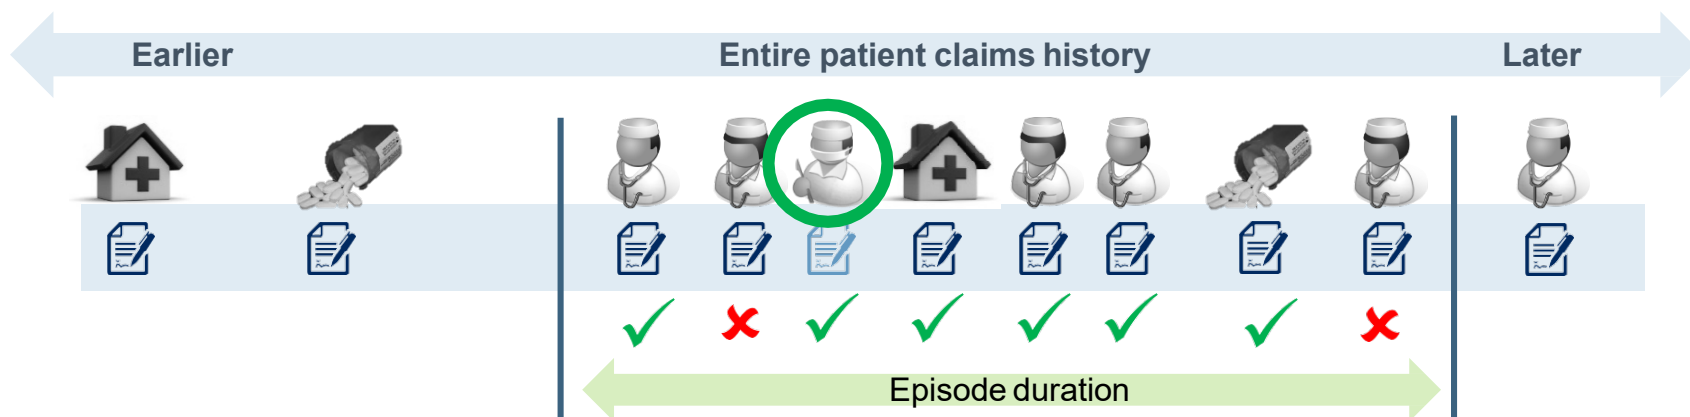 Earlier Entire patient claims history Later
Episode duration